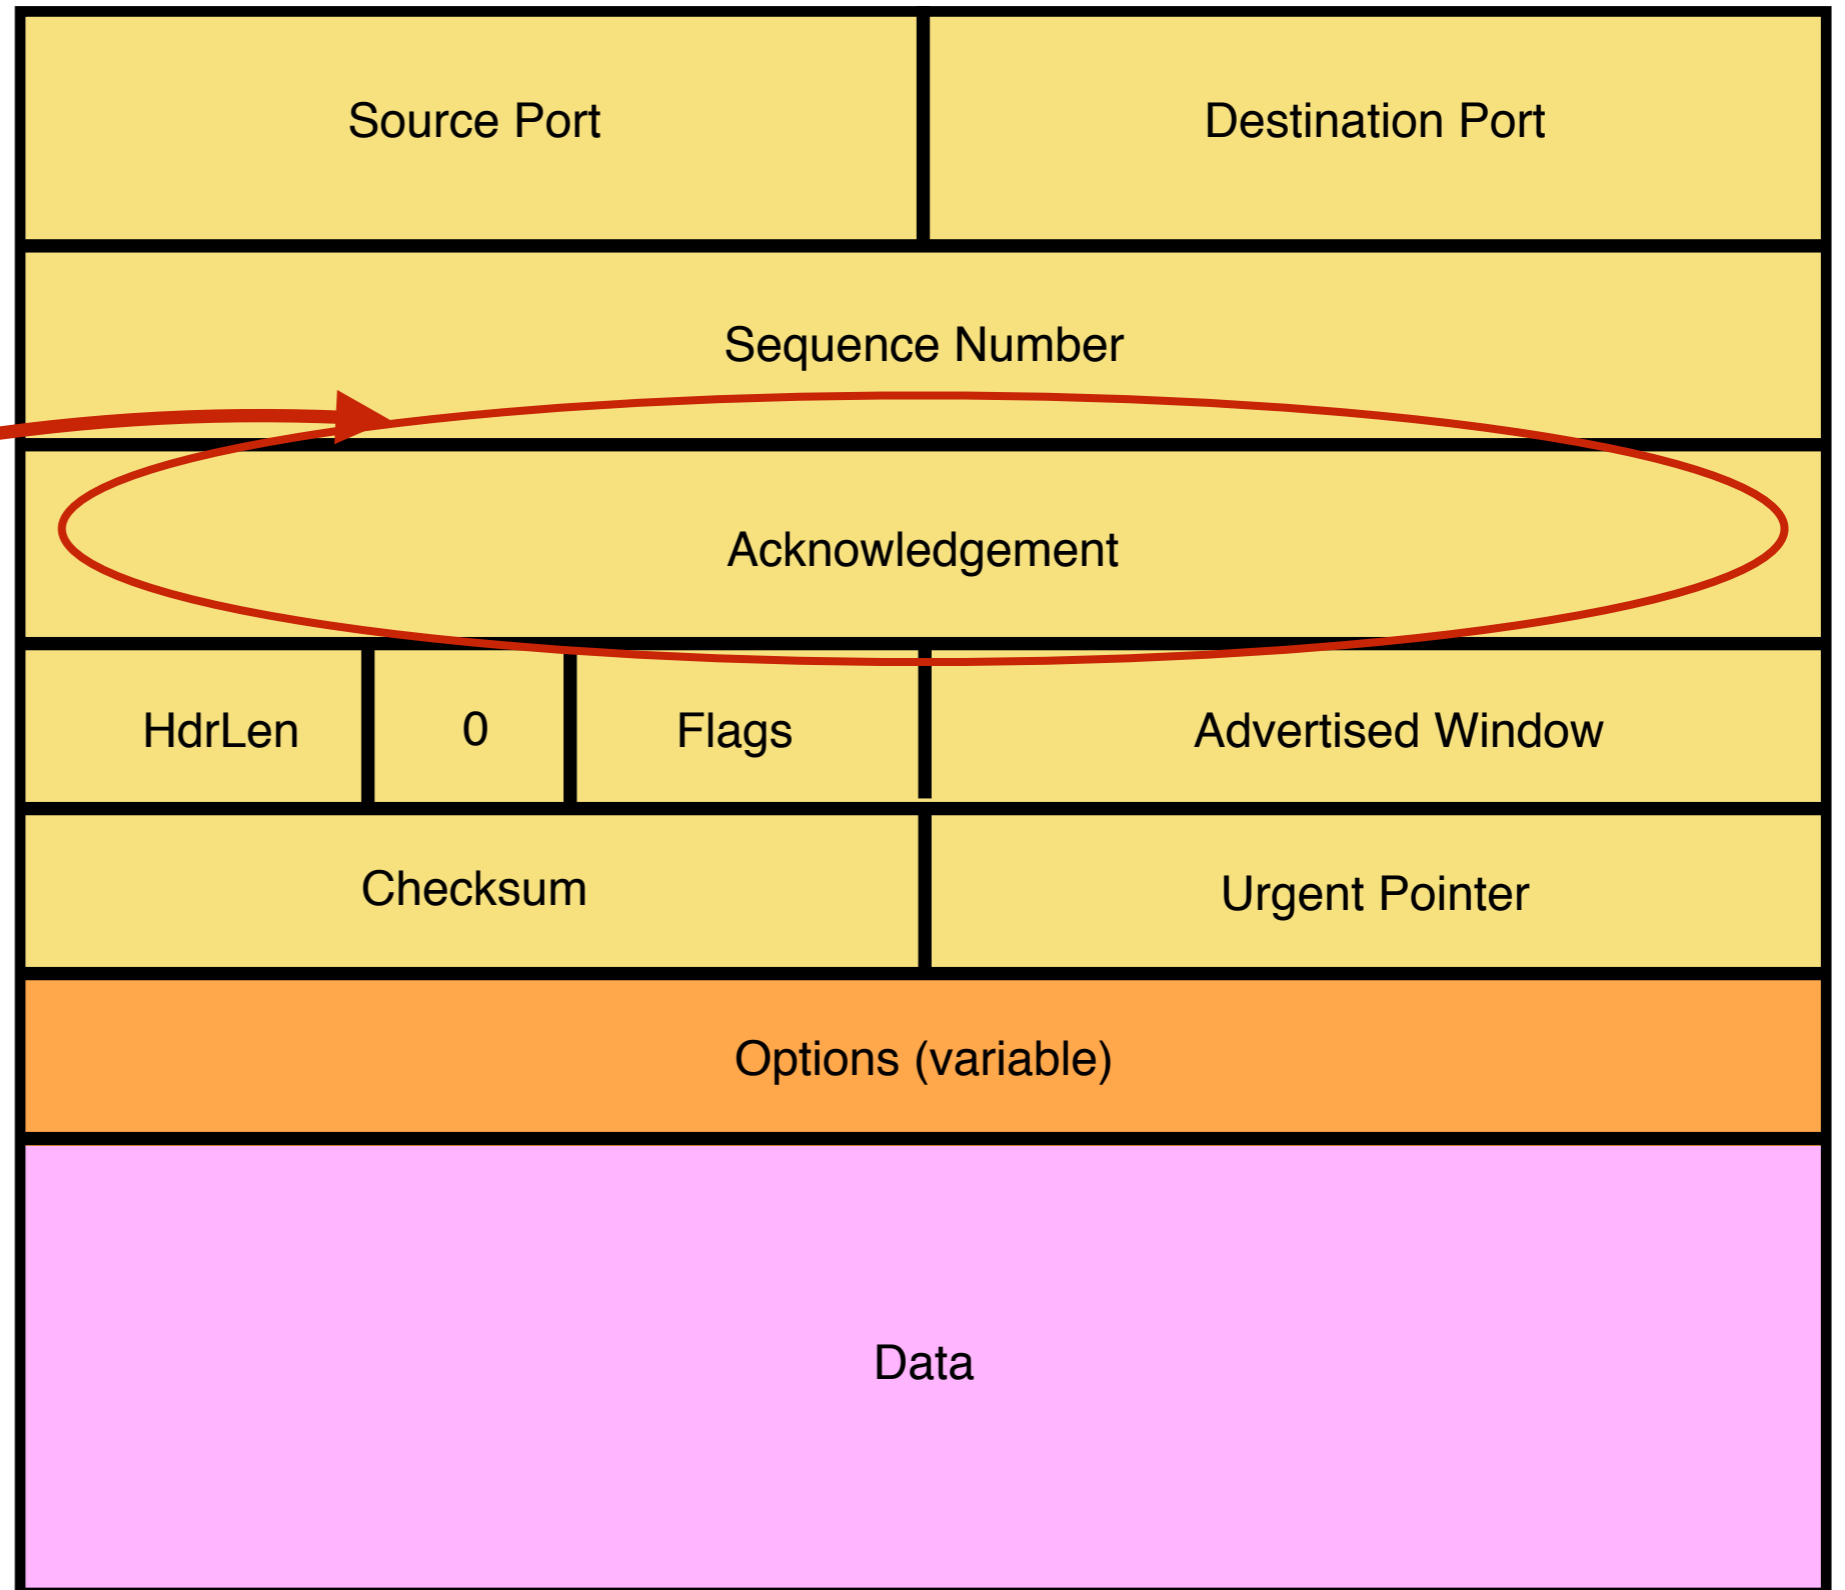 Source Port
Destination Port
Sequence Number
Acknowledgement
HdrLen
0
Flags
Advertised Window
Checksum
Urgent Pointer
Options (variable)
Data